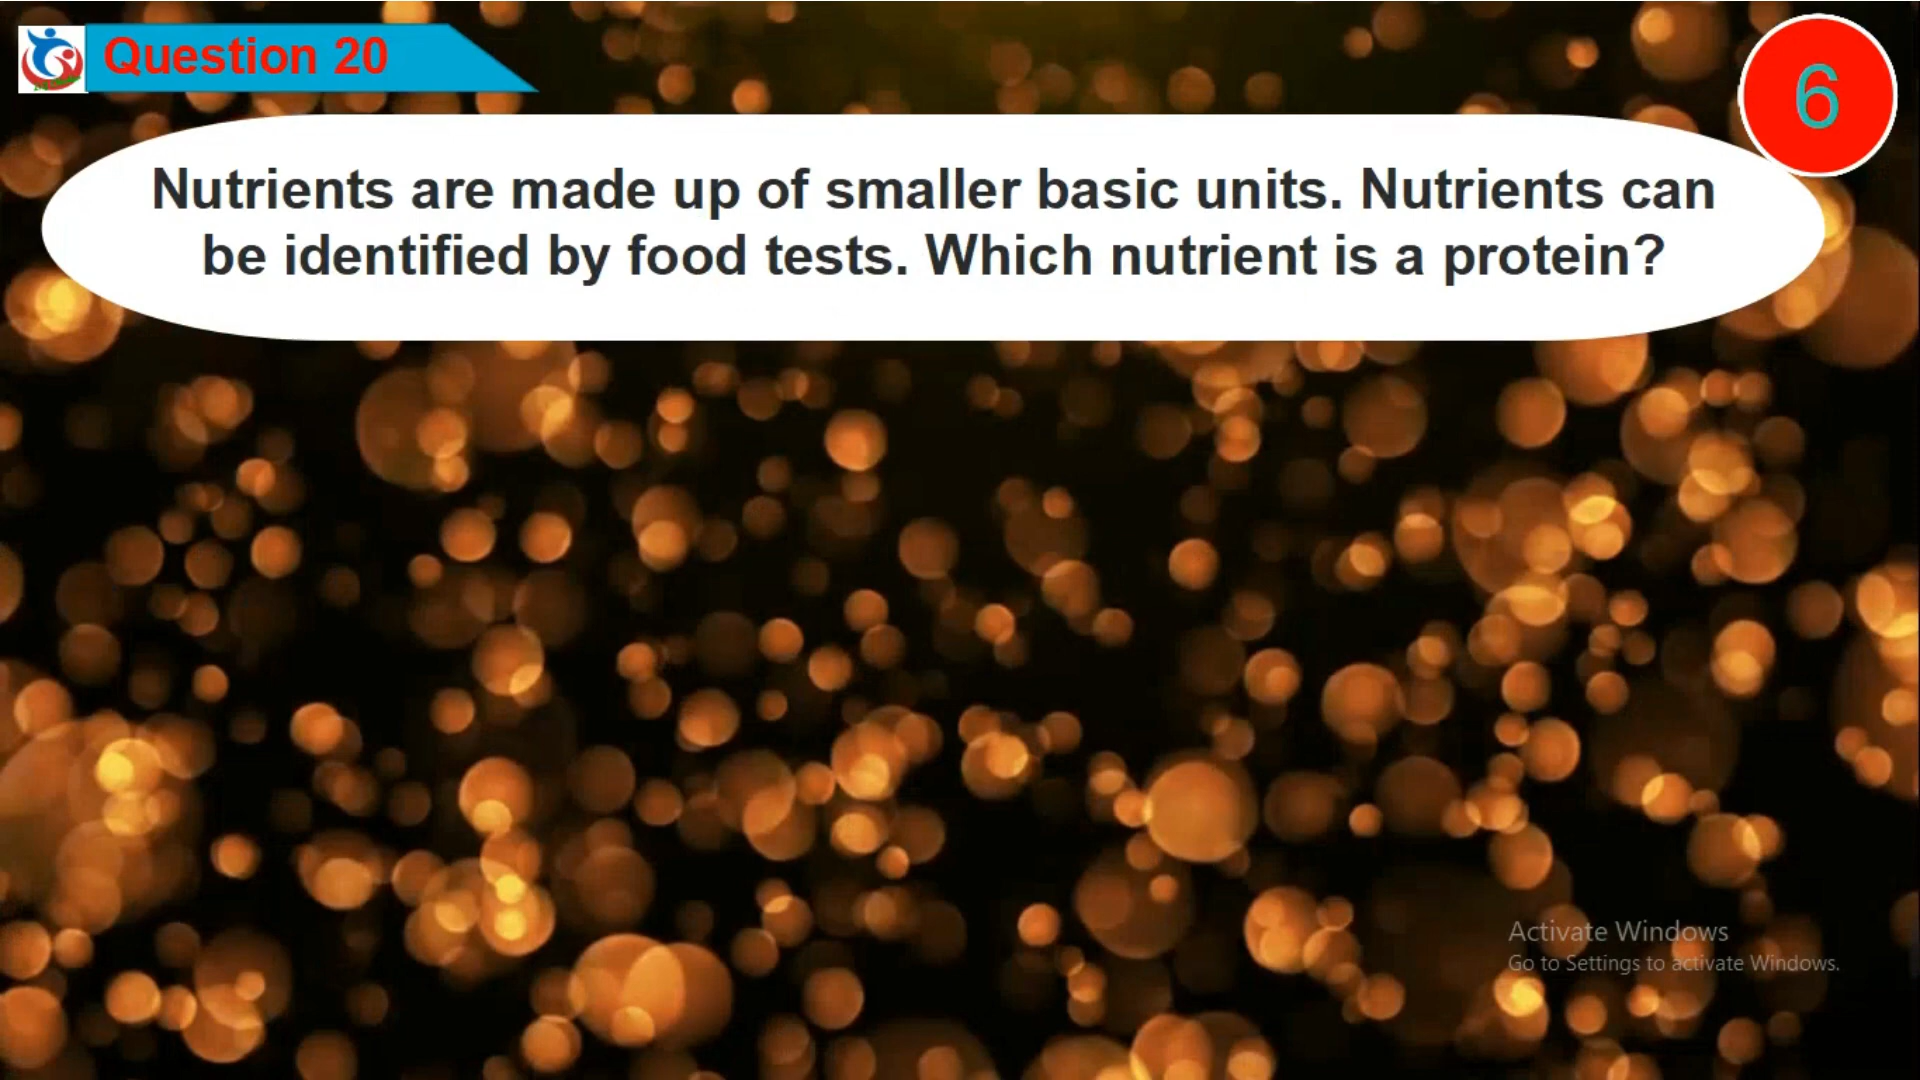 Question 20
6
Nutrients are made up of smaller basic units. Nutrients can
be identified by food tests. Which nutrient is a protein?
Activate Windows
Go to Settings to activate Windows.